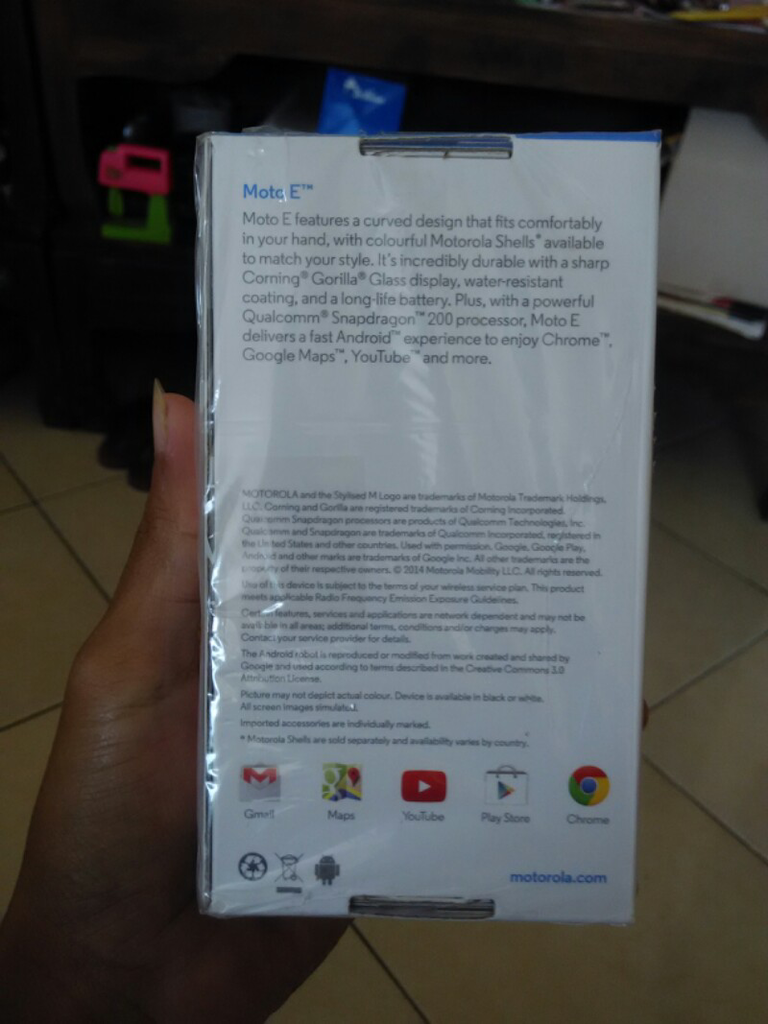 Moto E™
Moto E features a curved design that fits comfortably
in your hand, with colourful Motorola Shells* available
to match your style. It's incredibly durable with a sharp
Corning® Gorilla® Glass display, water-resistant
coating, and a long-life battery. Plus, with a powerful
Qualcomm® Snapdragon™ 200 processor, Moto E
delivers a fast Android™ experience to enjoy Chrome™,
Google Maps™, YouTube™ and more.
MOTOROLA and the Stylised M Logo are trademarks of Motorola Trademark Holdings,
LLC. Corning and Gorilla are registered trademarks of Corning Incorporated.
Qualcomm Snapdragon processors are products of Qualcomm Technologies, Inc.
Qualcomm and Snapdragon are trademarks of Qualcomm Incorporated, registered in
the United States and other countries. Used with permission. Google, Google Play,
Android and other marks are trademarks of Google Inc. All other trademarks are the
property of their respective owners. © 2014 Motorola Mobility LLC. All rights reserved.
Use of this device is subject to the terms of your wireless service plan. This product
meets applicable Radio Frequency Emission Exposure Guidelines.
Certain features, services and applications are network dependent and may not be
available in all areas; additional terms, conditions and/or charges may apply.
Contact your service provider for details.
The Android robot is reproduced or modified from work created and shared by
Google and used according to terms described in the Creative Commons 3.0
Attribution License.
Picture may not depict actual colour. Device is available in black or white.
All screen images simulated.
Imported accessories are individually marked.
* Motorola Shells are sold separately and availability varies by country.
Gmail Maps YouTube Play Store Chrome
motorola.com